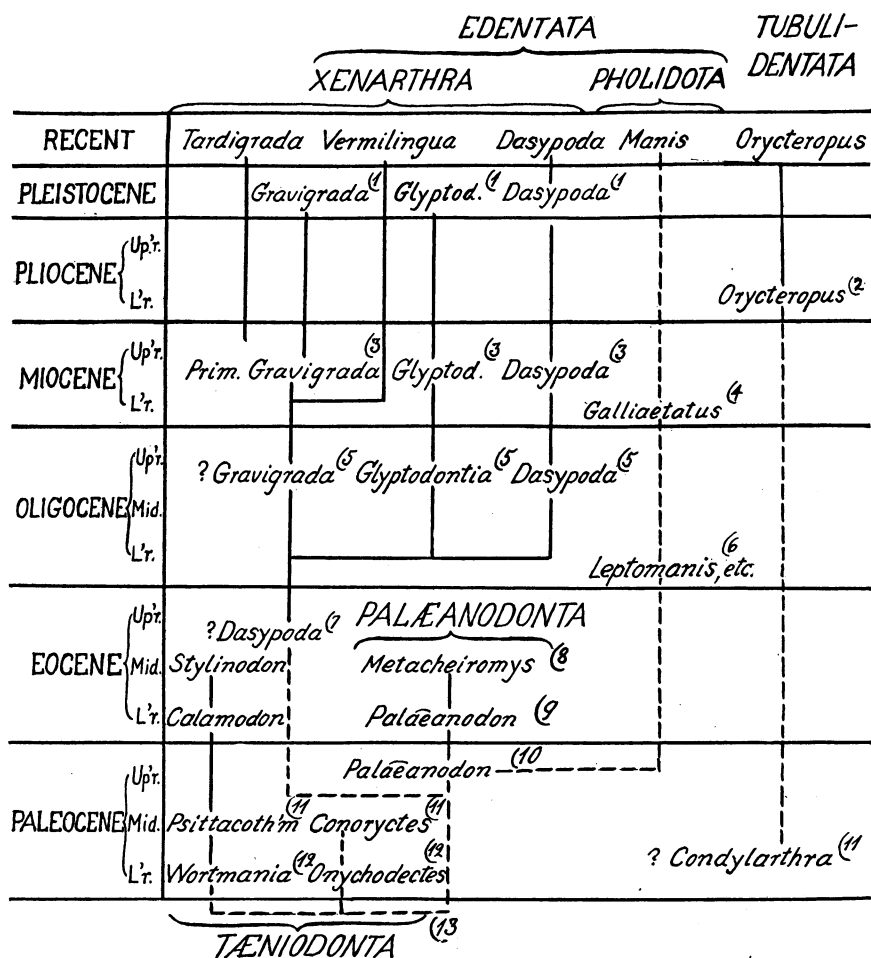 EDENTATA TUBULI-
DENTATA
XENARTHRA PHOLIDOTA
RECENT Tardigrada Vermilingua Dasypoda Manis Orycteropus
PLEISTOCENE Gravigrada(1 Glyptod.(1 Dasypoda(1
Up'r.
PLIOCENE
L'r. Orycteropus(2
Up'r. Prim. Gravigrada(3 Glyptod.(3 Dasypoda(3
MIOCENE
L'r. Galliaetatus(4
Up'r. ?Gravigrada(5 Glyptodontia(5 Dasypoda(5
OLIGOCENE Mid.
L'r. Leptomanis, etc.(6
Up'r. ?Dasypoda(7 PALÆANODONTA
EOCENE Mid. Stylinodon Metacheiromys(8
L'r. Calamodon Palæanodon(9
Up'r. Palæanodon(10
PALEOCENE Mid. Psittacoth'm(11 Conoryctes(11
? Condylarthra(11
L'r. Wortmania(12 Onychodectes(12
TÆNIODONTA (13